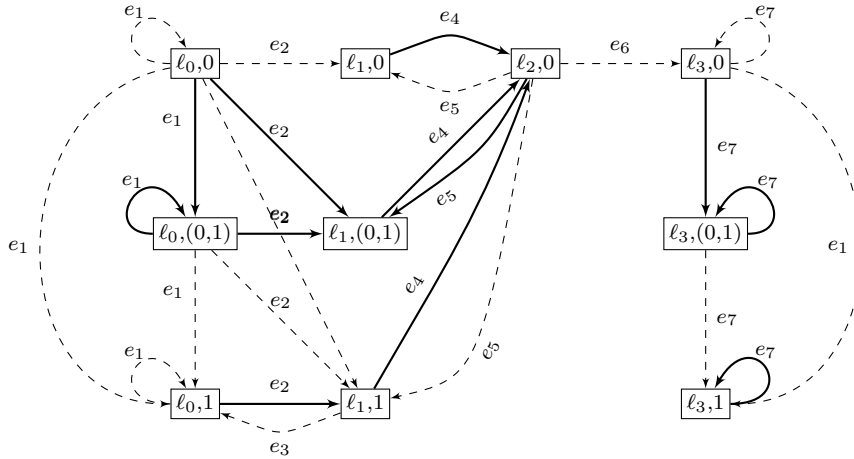 e₁ e₄ e₇
e₂ e₆
ℓ₀,0 ℓ₁,0 ℓ₂,0 ℓ₃,0
e₅
e₁ e₂ e₄
e₇
e₁ e₅ e₇
e₂
ℓ₀,(0,1) ℓ₁,(0,1) ℓ₃,(0,1)
e₁ e₁
e₁ e₂ e₄
e₇
e₁ e₅ e₇
e₂
ℓ₀,1 ℓ₁,1 ℓ₃,1
e₃